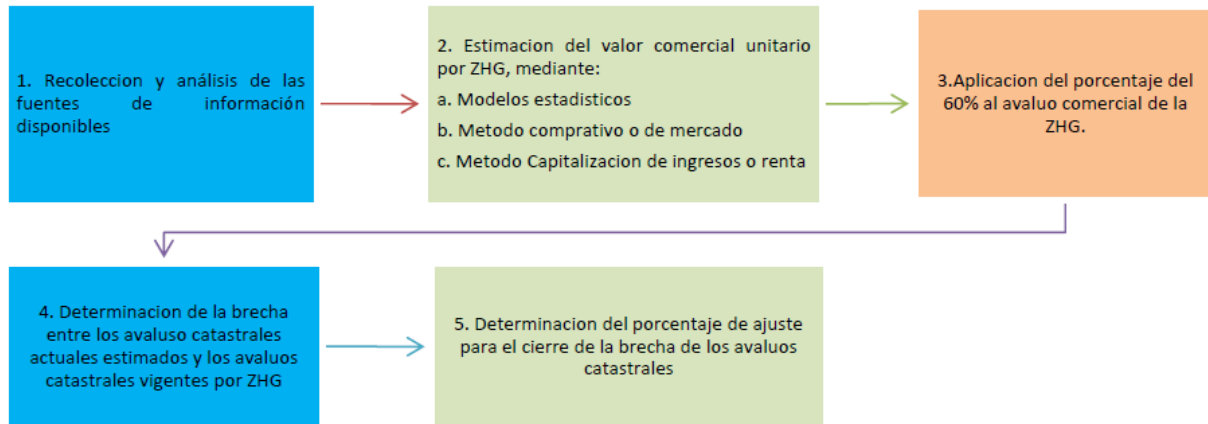 1. Recoleccion y análisis de las
fuentes de información
disponibles
2. Estimacion del valor comercial unitario
por ZHG, mediante:
a. Modelos estadisticos
b. Metodo comprativo o de mercado
c. Metodo Capitalizacion de ingresos o renta
3.Aplicacion del porcentaje del
60% al avaluo comercial de la
ZHG.
4. Determinacion de la brecha
entre los avaluso catastrales
actuales estimados y los avaluos
catastrales vigentes por ZHG
5. Determinacion del porcentaje de ajuste
para el cierre de la brecha de los avaluos
catastrales